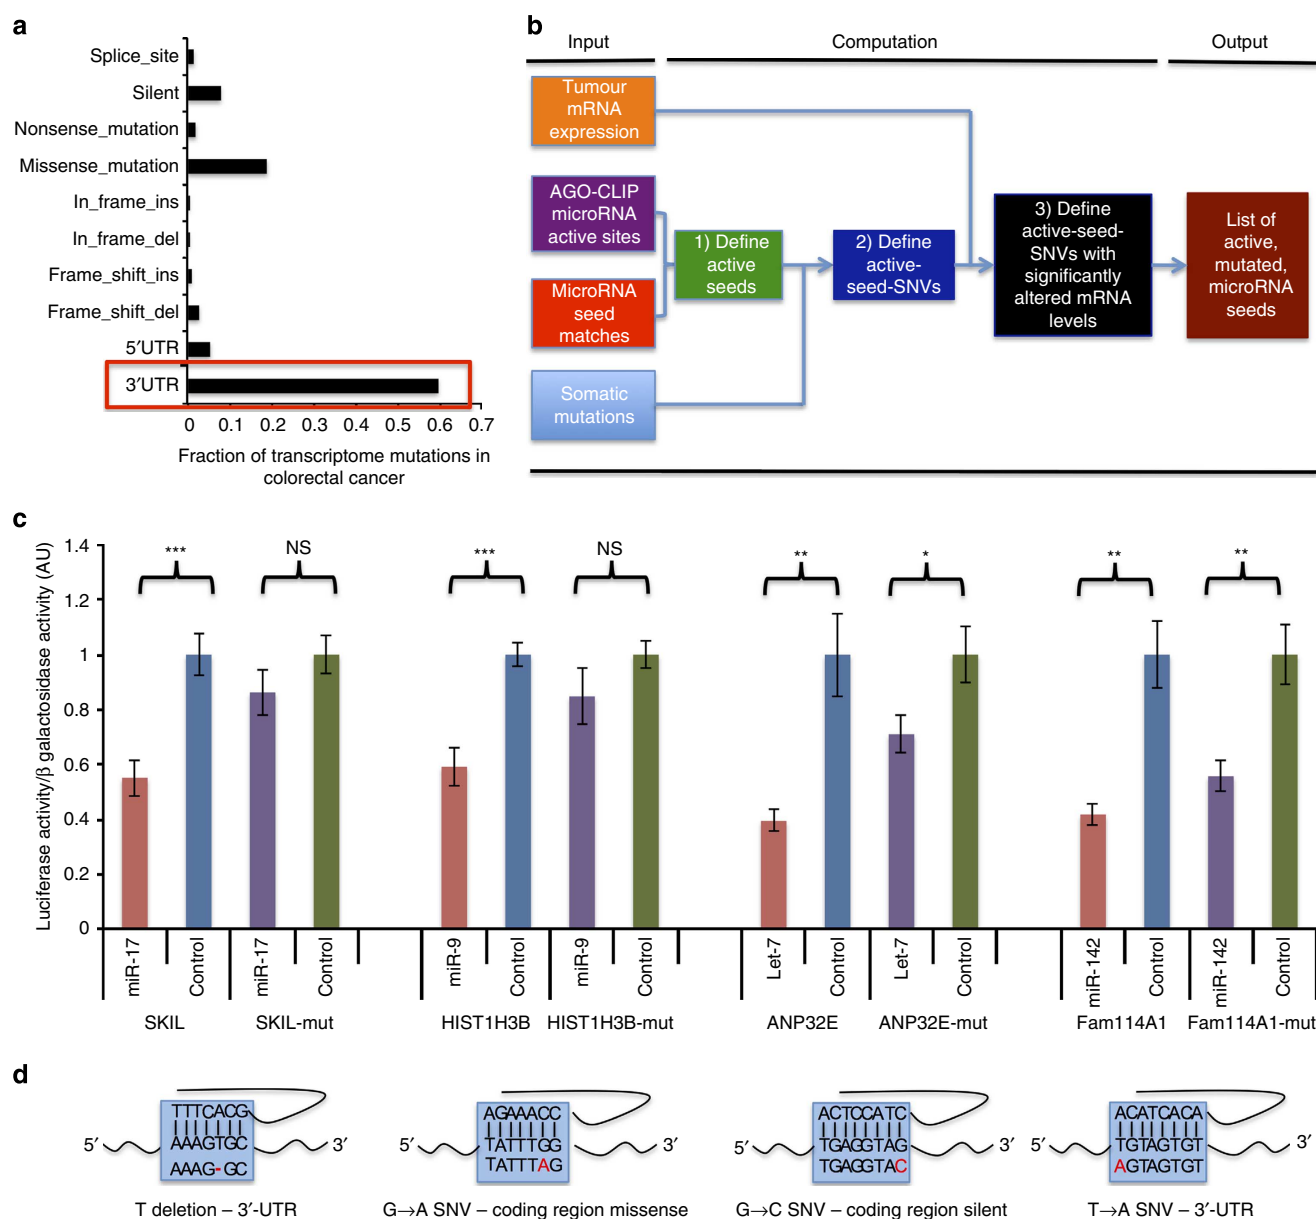 a
Splice_site
Silent
Nonsense_mutation
Missense_mutation
In_frame_ins
In_frame_del
Frame_shift_ins
Frame_shift_del
5′UTR
3′UTR
0 0.1 0.2 0.3 0.4 0.5 0.6 0.7
Fraction of transcriptome mutations in
colorectal cancer
b
Input Computation Output
Tumour
mRNA
expression
AGO-CLIP
microRNA
active sites
MicroRNA
seed
matches
Somatic
mutations
1) Define
active
seeds
2) Define
active-
seed-SNVs
3) Define
active-seed-
SNVs with
significantly
altered mRNA
levels
List of
active,
mutated,
microRNA
seeds
c
Luciferase activity/β galactosidase activity (AU)
1.4
1.2
1
0.8
0.6
0.4
0.2
0
*** NS *** NS ** * ** **
miR-17 Control miR-17 Control miR-9 Control miR-9 Control Let-7 Control Let-7 Control miR-142 Control miR-142 Control
SKIL SKIL-mut HIST1H3B HIST1H3B-mut ANP32E ANP32E-mut Fam114A1 Fam114A1-mut
d
TTTCACG
5′ AAAGTGC 3′
AAAG-GC
T deletion – 3′-UTR
AGAAACC
5′ TATTTGG 3′
TATTTAG
G→A SNV – coding region missense
ACTCCATC
5′ TGAGGTAG 3′
TGAGGTAC
G→C SNV – coding region silent
ACATCACA
5′ TGTAGTGT 3′
AGTAGTGT
T→A SNV – 3′-UTR